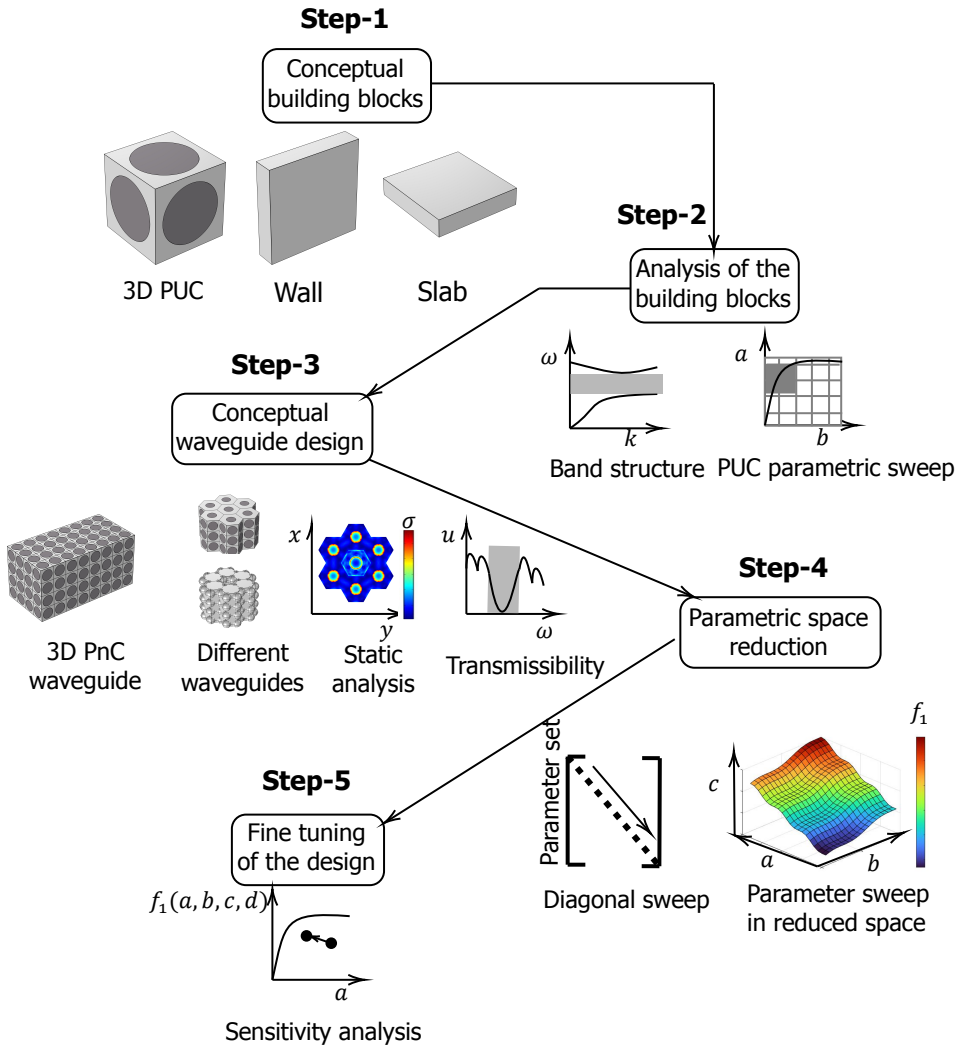 Step-1
Conceptual
building blocks
3D PUC
Wall
Slab
Step-2
Analysis of the
building blocks
ω
k
Band structure
a
b
PUC parametric sweep
Step-3
Conceptual
waveguide design
3D PnC
waveguide
Different
waveguides
x
y
σ
Static
analysis
u
ω
Transmissibility
Step-4
Parametric space
reduction
Parameter set
Diagonal sweep
c
a
b
f₁
Parameter sweep
in reduced space
Step-5
Fine tuning
of the design
f₁(a, b, c, d)
a
Sensitivity analysis